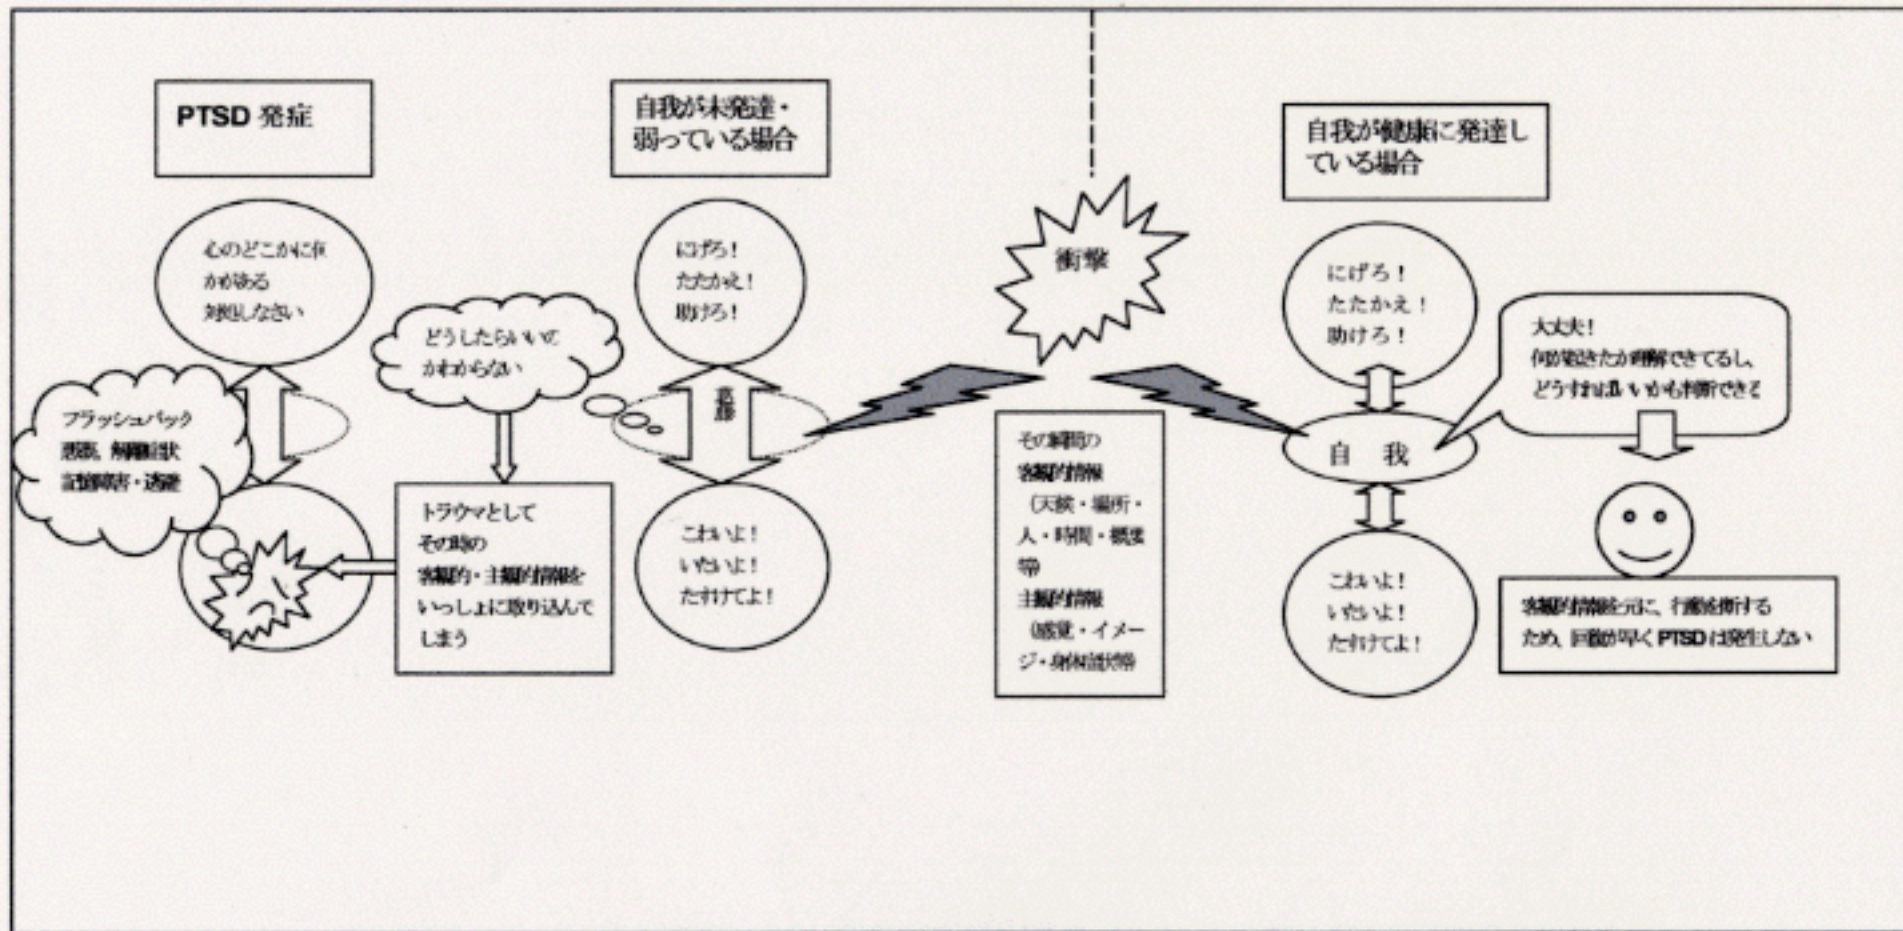 PTSD 発症
自我が未発達・
弱っている場合
自我が健康に発達し
ている場合
心のどこかに何
かがある
対処しなさい
にげろ！
たたかえ！
助けろ！
衝撃
にげろ！
たたかえ！
助けろ！
どうしたらいいの
かわからない
大丈夫！
何が起きたか理解できてるし、
どうすればいいかも判断できる
フラッシュバック
悪夢、解離症状
記憶障害・逃避
葛藤
自 我
その瞬間の
客観的情報
（天候・場所・
人・時間・概要
等）
主観的情報
（感覚・イメー
ジ・身体症状等）
トラウマとして
その時の
客観的・主観的情報を
いっしょに取り込んで
しまう
こわいよ！
いたいよ！
たすけてよ！
こわいよ！
いたいよ！
たすけてよ！
客観的情報を元に、行動を
ため、回復が早く PTSD は発生しない